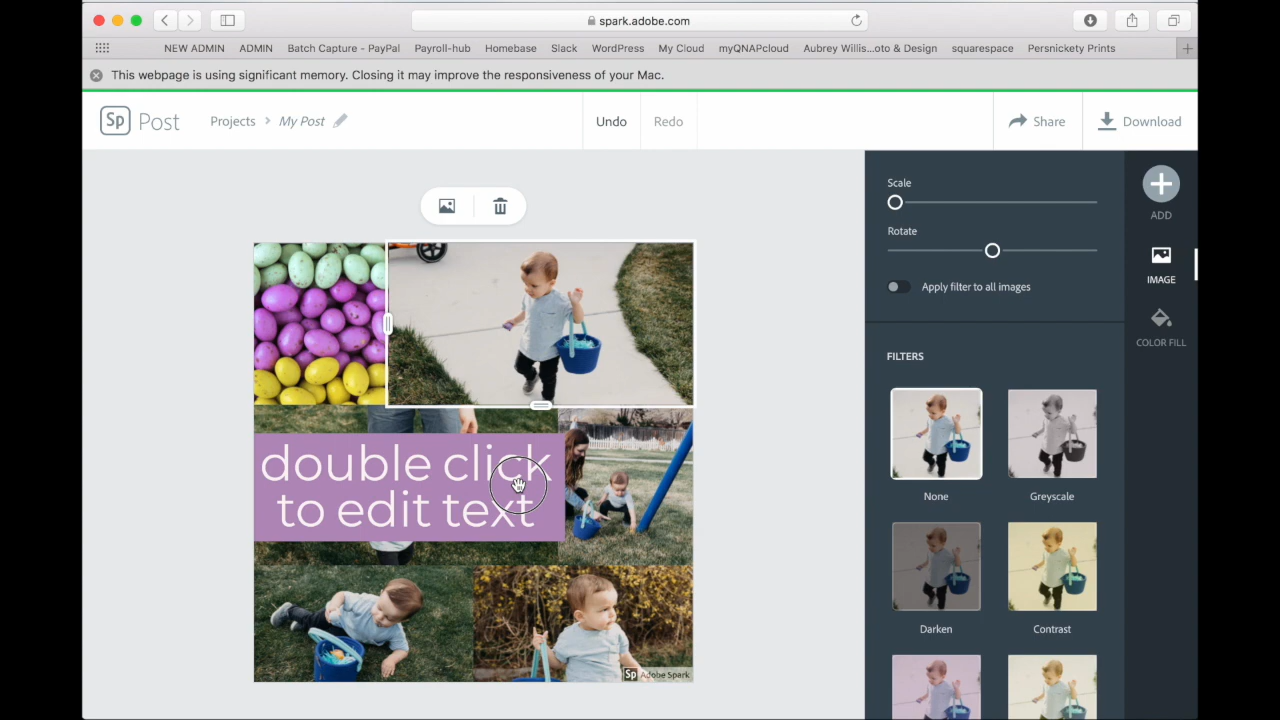 spark.adobe.com
NEW ADMIN ADMIN Batch Capture - PayPal Payroll-hub Homebase Slack WordPress My Cloud myQNAPcloud Aubrey Willis...oto & Design squarespace Persnickety Prints
This webpage is using significant memory. Closing it may improve the responsiveness of your Mac.
Sp Post Projects > My Post Undo Redo Share Download
Scale
Rotate
Apply filter to all images
ADD
IMAGE
COLOR FILL
FILTERS
None Greyscale
Darken Contrast
double click
to edit text
Sp Adobe Spark